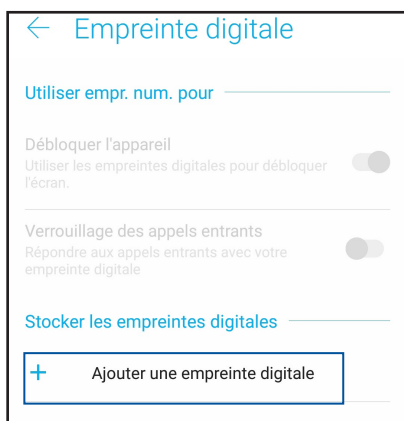 Empreinte digitale
Utiliser empr. num. pour
Débloquer l'appareil
Utiliser les empreintes digitales pour débloquer
l'écran.
Verrouillage des appels entrants
Répondre aux appels entrants avec votre
empreinte digitale
Stocker les empreintes digitales
+ Ajouter une empreinte digitale